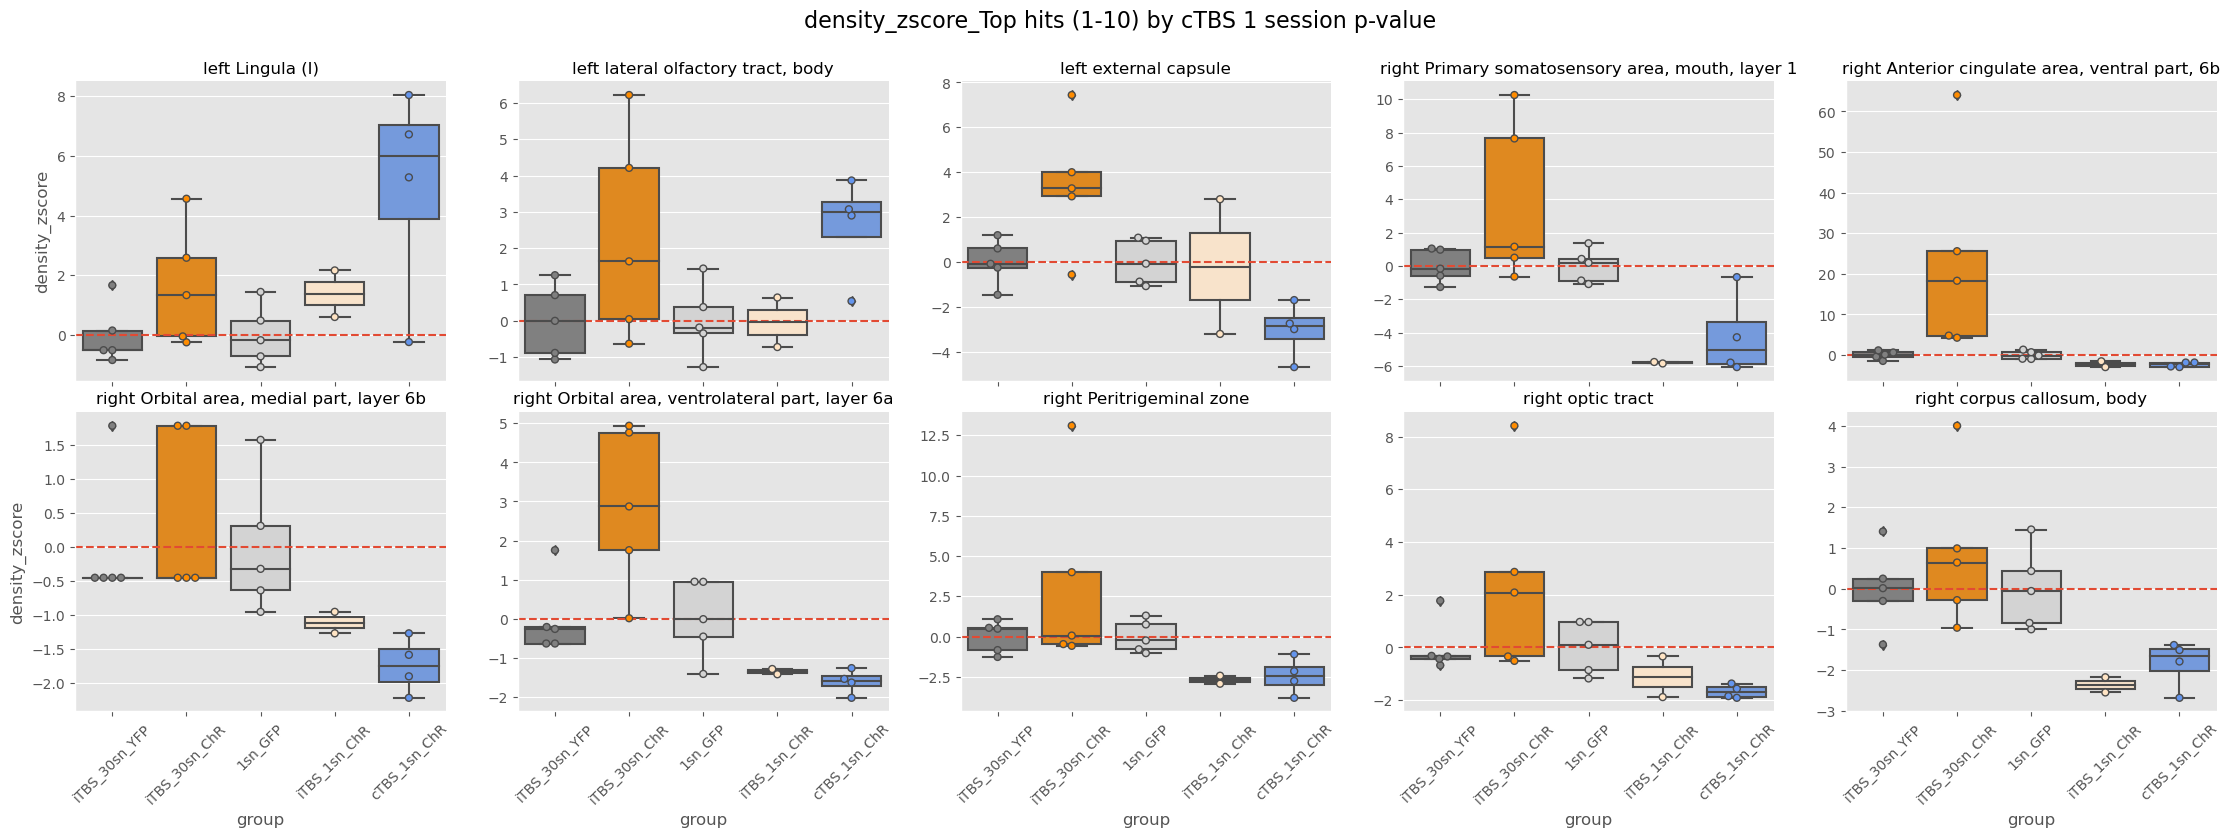 density_zscore_Top hits (1-10) by cTBS 1 session p-value
left Lingula (I)
left lateral olfactory tract, body
left external capsule
right Primary somatosensory area, mouth, layer 1
right Anterior cingulate area, ventral part, 6b
density_zscore
8
6
4
2
0
6
5
4
3
2
1
0
−1
8
6
4
2
0
−2
−4
10
8
6
4
2
0
−2
−4
−6
60
50
40
30
20
10
0
right Orbital area, medial part, layer 6b
right Orbital area, ventrolateral part, layer 6a
right Peritrigeminal zone
right optic tract
right corpus callosum, body
density_zscore
1.5
1.0
0.5
0.0
−0.5
−1.0
−1.5
−2.0
5
4
3
2
1
0
−1
−2
12.5
10.0
7.5
5.0
2.5
0.0
−2.5
8
6
4
2
0
−2
4
3
2
1
0
−1
−2
−3
iTBS_30sn_YFP
iTBS_30sn_ChR
1sn_GFP
iTBS_1sn_ChR
cTBS_1sn_ChR
iTBS_30sn_YFP
iTBS_30sn_ChR
1sn_GFP
iTBS_1sn_ChR
cTBS_1sn_ChR
iTBS_30sn_YFP
iTBS_30sn_ChR
1sn_GFP
iTBS_1sn_ChR
cTBS_1sn_ChR
iTBS_30sn_YFP
iTBS_30sn_ChR
1sn_GFP
iTBS_1sn_ChR
cTBS_1sn_ChR
iTBS_30sn_YFP
iTBS_30sn_ChR
1sn_GFP
iTBS_1sn_ChR
cTBS_1sn_ChR
group
group
group
group
group